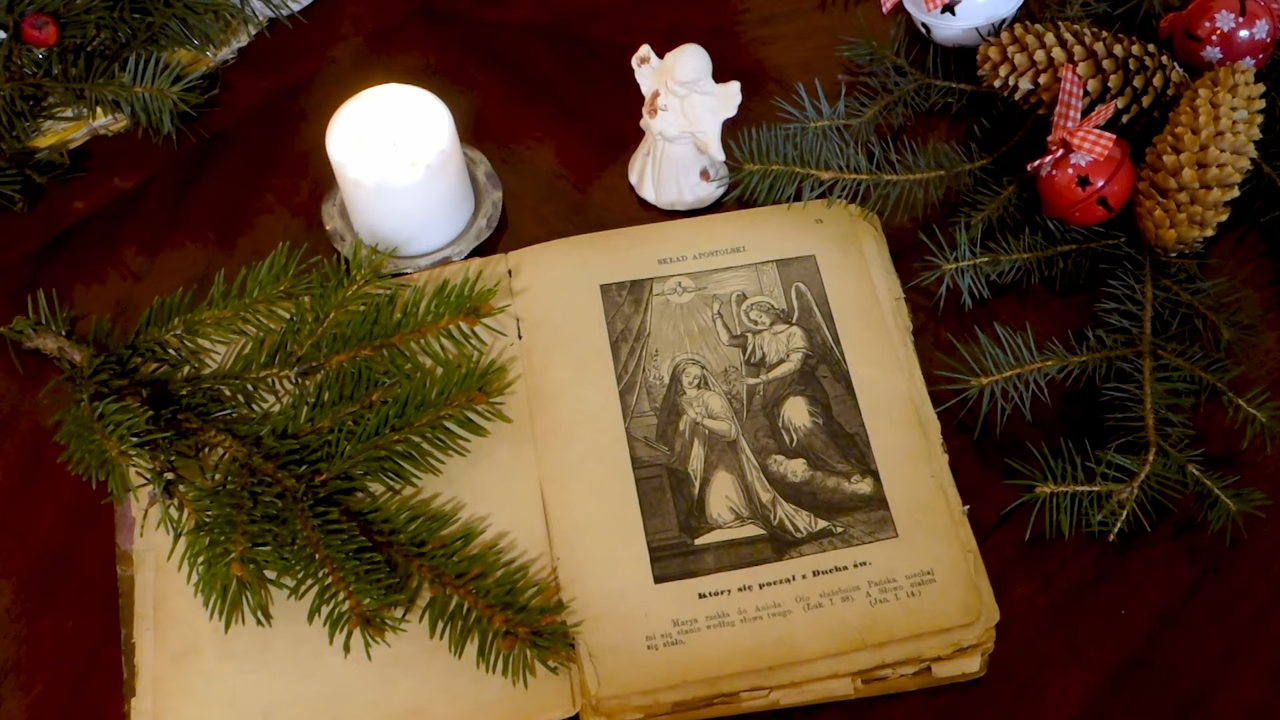 73
SKŁAD APOSTOLSKI.
Który się począł z Ducha św.
Marya rzekła do Anioła: Oto służebnica Pańska, niechaj
mi się stanie według słowa twego. (Łuk. I. 38). A Słowo ciałem
się stało. (Jan. I. 14.)